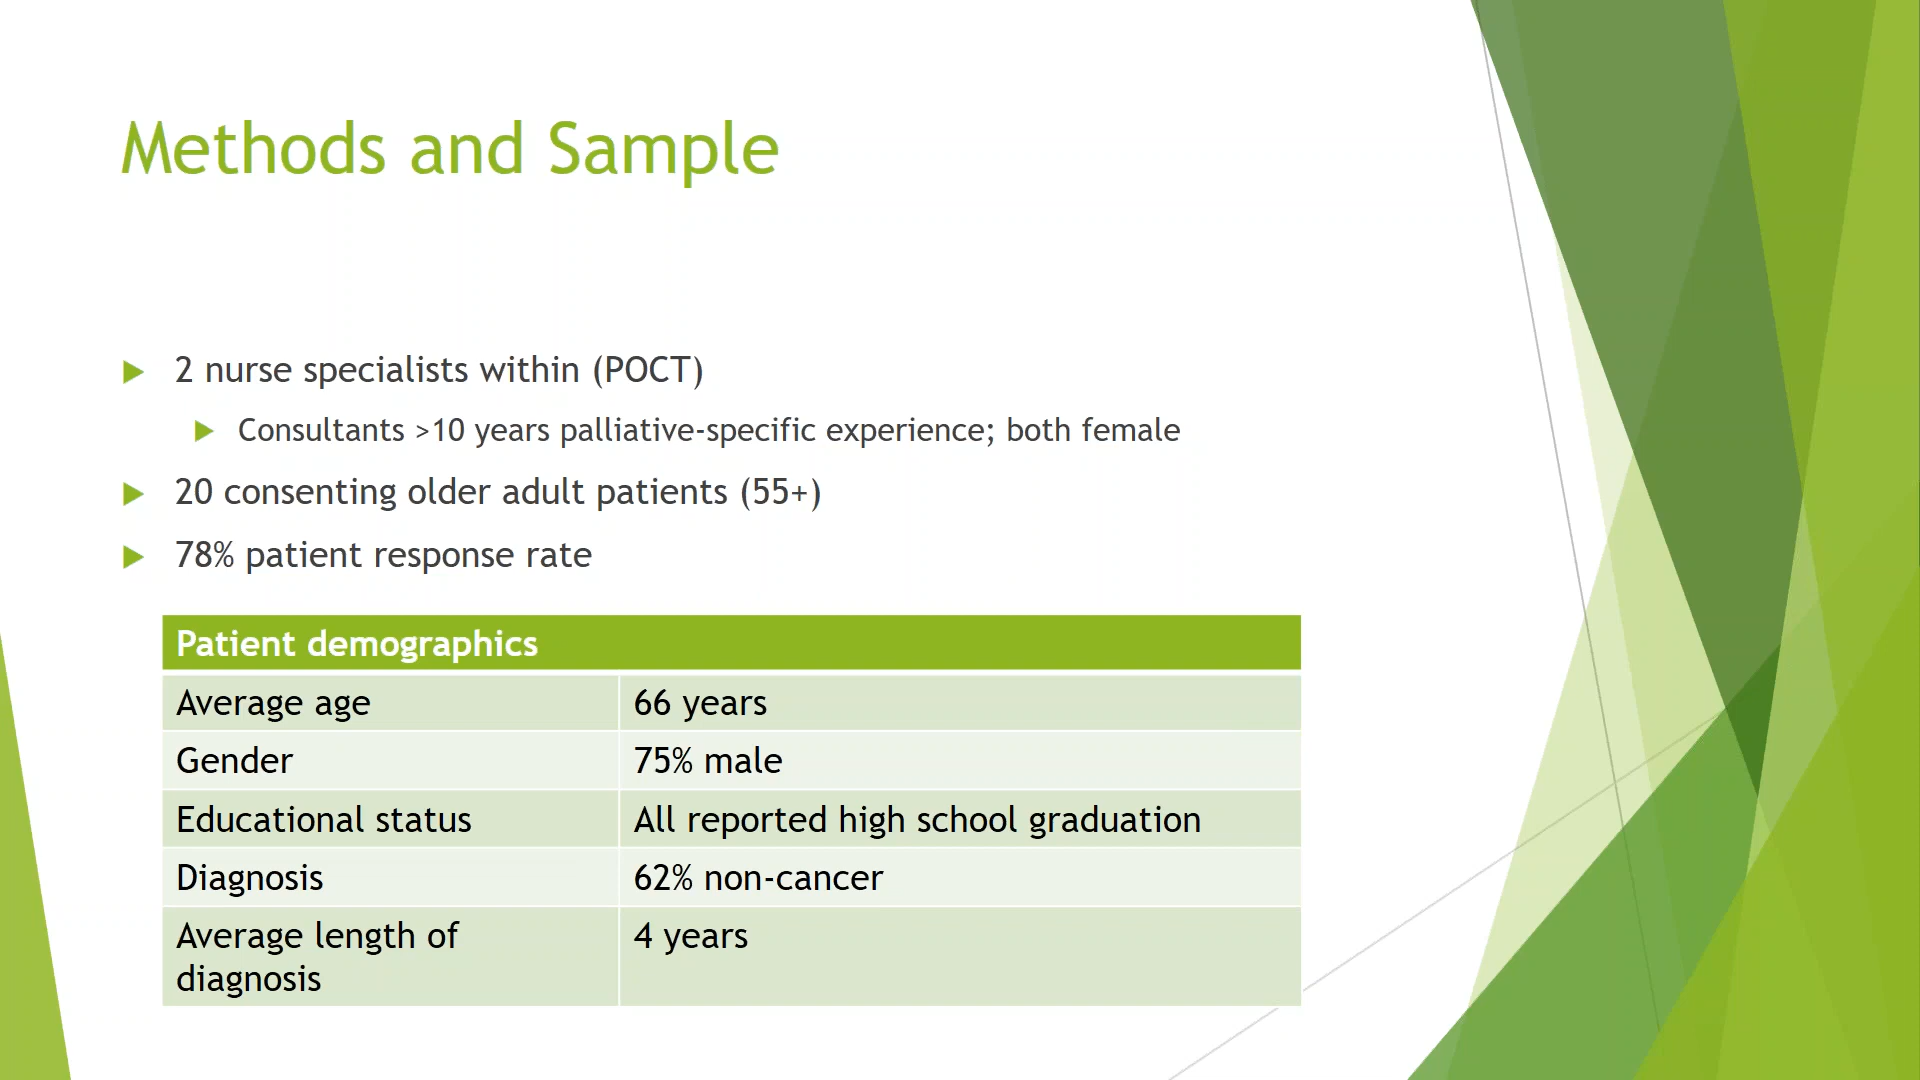 Methods and Sample
2 nurse specialists within (POCT)
Consultants >10 years palliative-specific experience; both female
20 consenting older adult patients (55+)
78% patient response rate
Patient demographics
Average age 66 years
Gender 75% male
Educational status All reported high school graduation
Diagnosis 62% non-cancer
Average length of 4 years
diagnosis